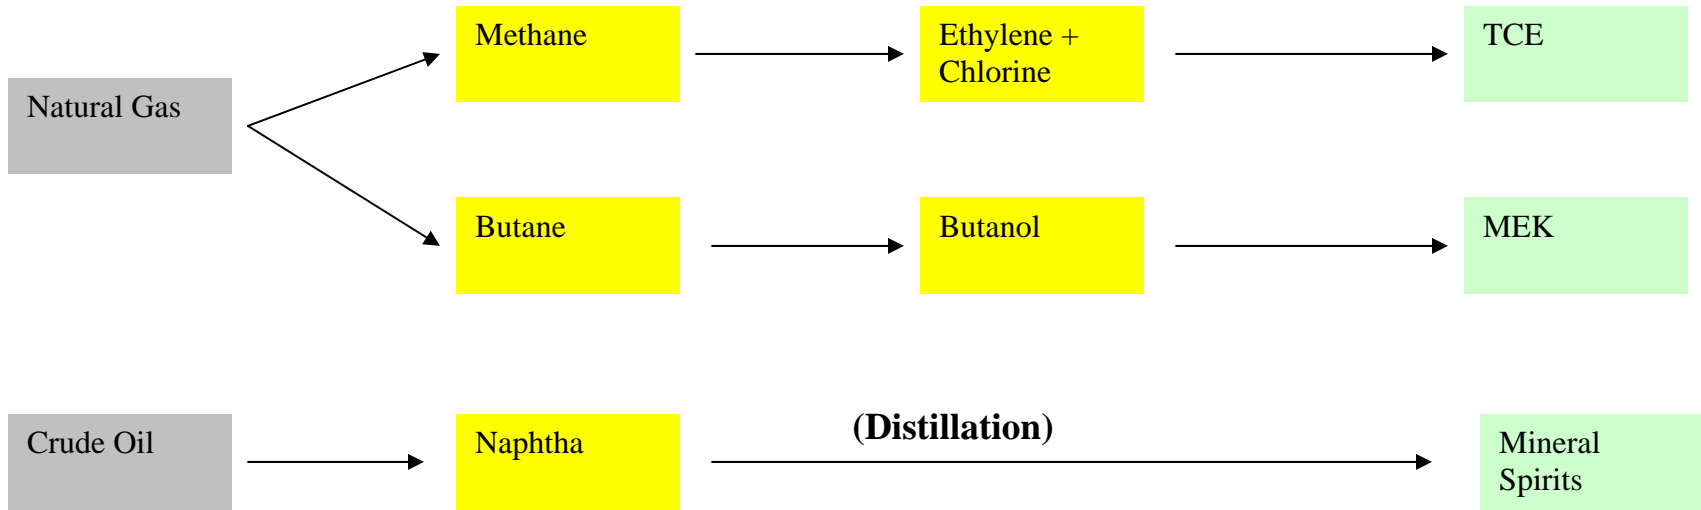 Methane
Ethylene +
Chlorine
TCE
Natural Gas
Butane
Butanol
MEK
(Distillation)
Crude Oil
Naphtha
Mineral
Spirits